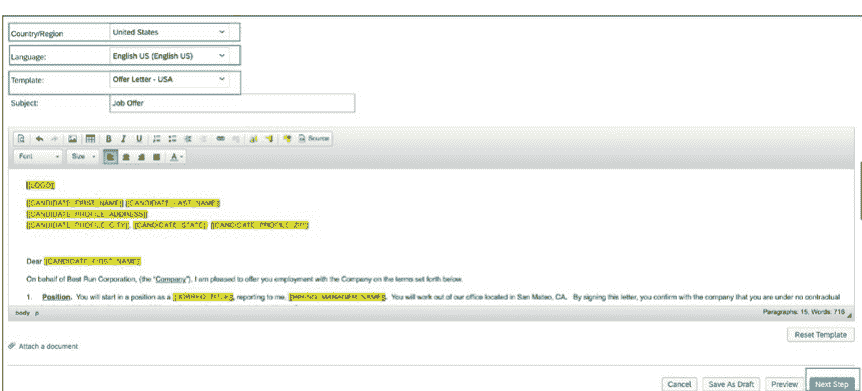 Country/Region: United States
Language: English US (English US)
Template: Offer Letter - USA
Subject: Job Offer
B I U Source
Font Size A
[[LOGO]]
[[CANDIDATE_FIRST_NAME]] [[CANDIDATE_LAST_NAME]]
[[CANDIDATE_PROFILE_ADDRESS]]
[[CANDIDATE_PROFILE_CITY]], [[CANDIDATE_STATE]], [[CANDIDATE_PROFILE_ZIP]]
Dear [[CANDIDATE_FIRST_NAME]]
On behalf of Best Run Corporation, (the "Company"), I am pleased to offer you employment with the Company on the terms set forth below.
1. Position. You will start in a position as a reporting to me, [[HIRING_MANAGER_NAME]]. You will work out of our office located in San Mateo, CA. By signing this letter, you confirm with the company that you are under no contractual
body p Paragraphs: 15, Words: 716
Reset Template
Attach a document
Cancel Save As Draft Preview Next Step